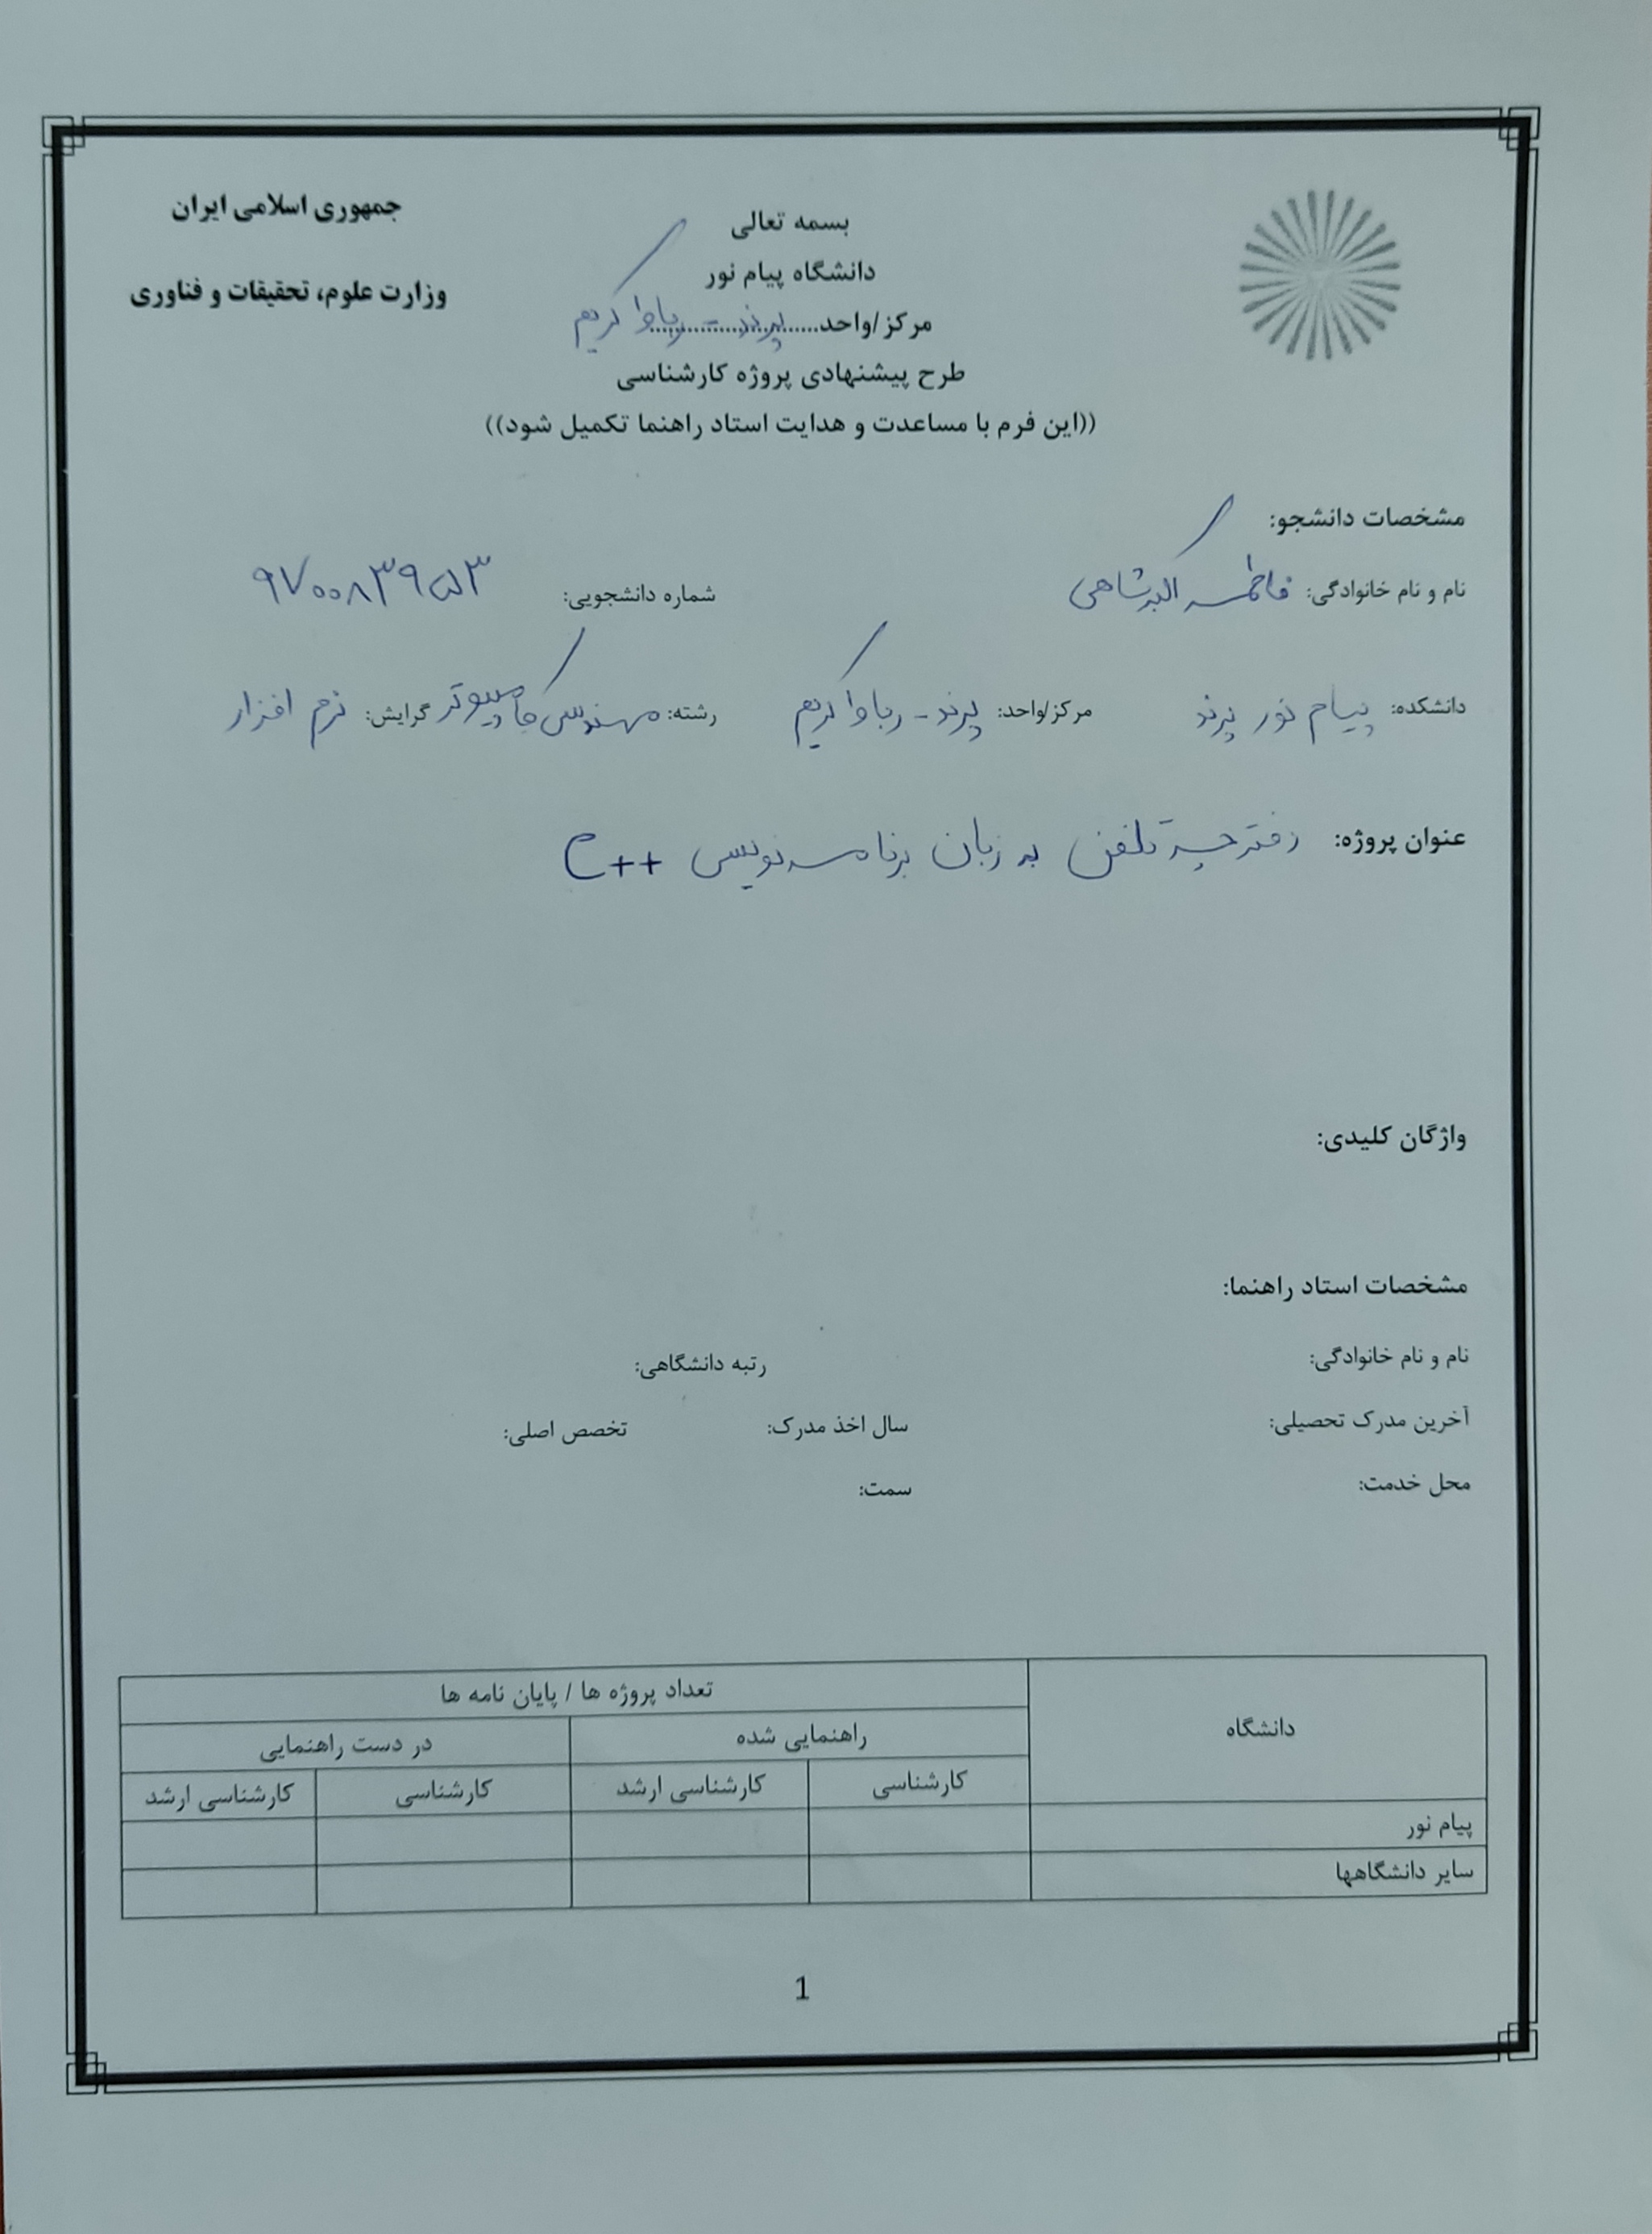 جمهوری اسلامی ایران
وزارت علوم، تحقیقات و فناوری
بسمه تعالی
دانشگاه پیام نور
مرکز/واحد پرند - رباط کریم
طرح پیشنهادی پروژه کارشناسی
((این فرم با مساعدت و هدایت استاد راهنما تکمیل شود))
مشخصات دانشجو:
نام و نام خانوادگی: فاطمه اکبرشاهی شماره دانشجویی: ۹۷۰۰۸۳۹۵۳
دانشکده: پیام نور پرند مرکز/واحد: پرند - رباط کریم رشته: مهندسی کامپیوتر گرایش: نرم افزار
عنوان پروژه: دفترچه تلفن به زبان برنامه نویسی C++
واژگان کلیدی:
مشخصات استاد راهنما:
نام و نام خانوادگی: رتبه دانشگاهی:
آخرین مدرک تحصیلی: سال اخذ مدرک: تخصص اصلی:
محل خدمت: سمت:
دانشگاه تعداد پروژه ها / پایان نامه ها
راهنمایی شده در دست راهنمایی
کارشناسی کارشناسی ارشد کارشناسی کارشناسی ارشد
پیام نور
سایر دانشگاهها
1